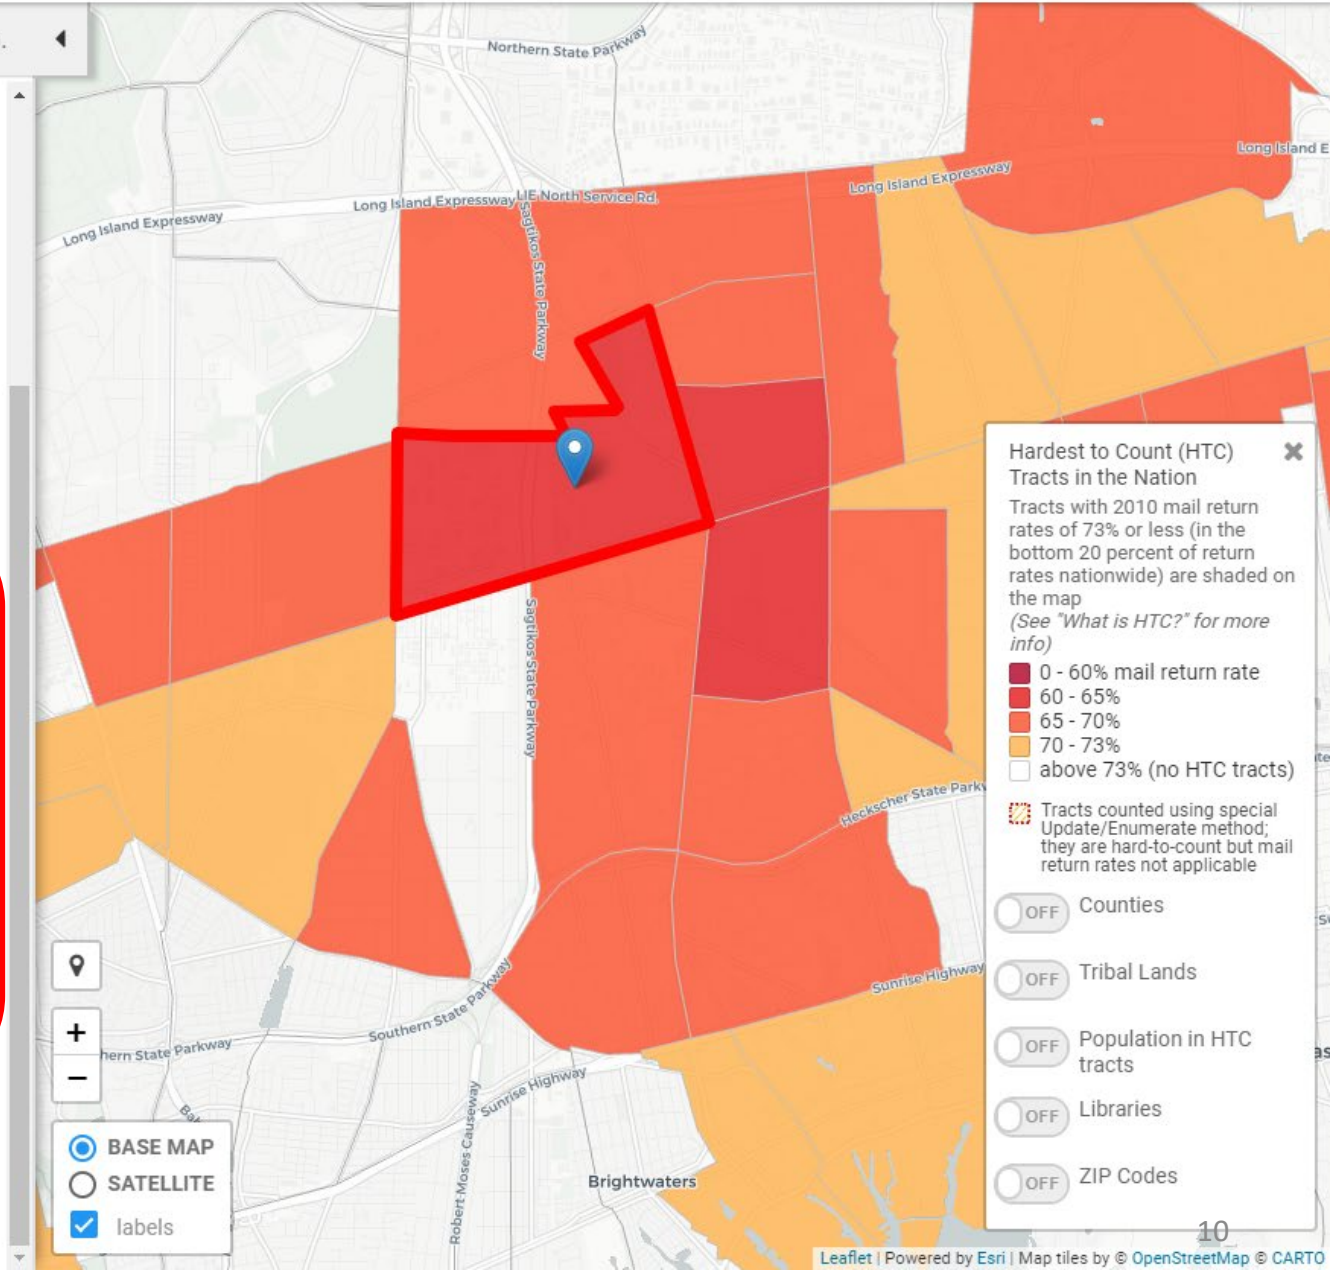 Northern State Parkway
Long Island E
Long Island Expressway
LIE North Service Rd.
Long Island Expressway
Long Island Expressway
Sagtikos State Parkway
Hardest to Count (HTC)
Tracts in the Nation
Tracts with 2010 mail return
rates of 73% or less (in the
bottom 20 percent of return
rates nationwide) are shaded on
the map
(See "What is HTC?" for more
info)
0 - 60% mail return rate
60 - 65%
65 - 70%
70 - 73%
above 73% (no HTC tracts)
Tracts counted using special
Update/Enumerate method;
they are hard-to-count but mail
return rates not applicable
OFF Counties
OFF Tribal Lands
OFF Population in HTC
tracts
OFF Libraries
OFF ZIP Codes
Sagtikos State Parkway
Heckscher State Parkw
Sunrise Highway
Southern State Parkway
hern State Parkway
Sunrise Highway
Robert Moses Causeway
Brightwaters
+
−
BASE MAP
SATELLITE
labels
10
Leaflet | Powered by Esri | Map tiles by © OpenStreetMap © CARTO